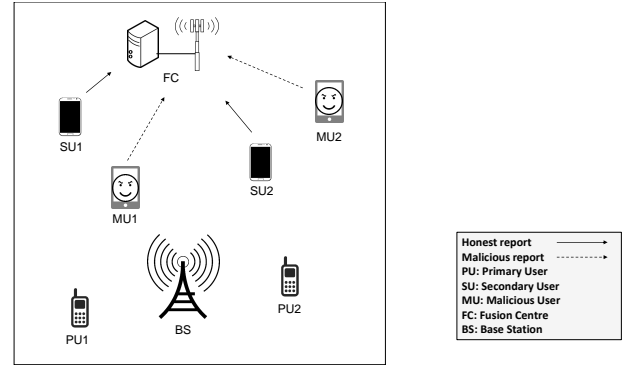 FC
SU1
MU2
MU1
SU2
PU1
BS
PU2
Honest report
Malicious report
PU: Primary User
SU: Secondary User
MU: Malicious User
FC: Fusion Centre
BS: Base Station